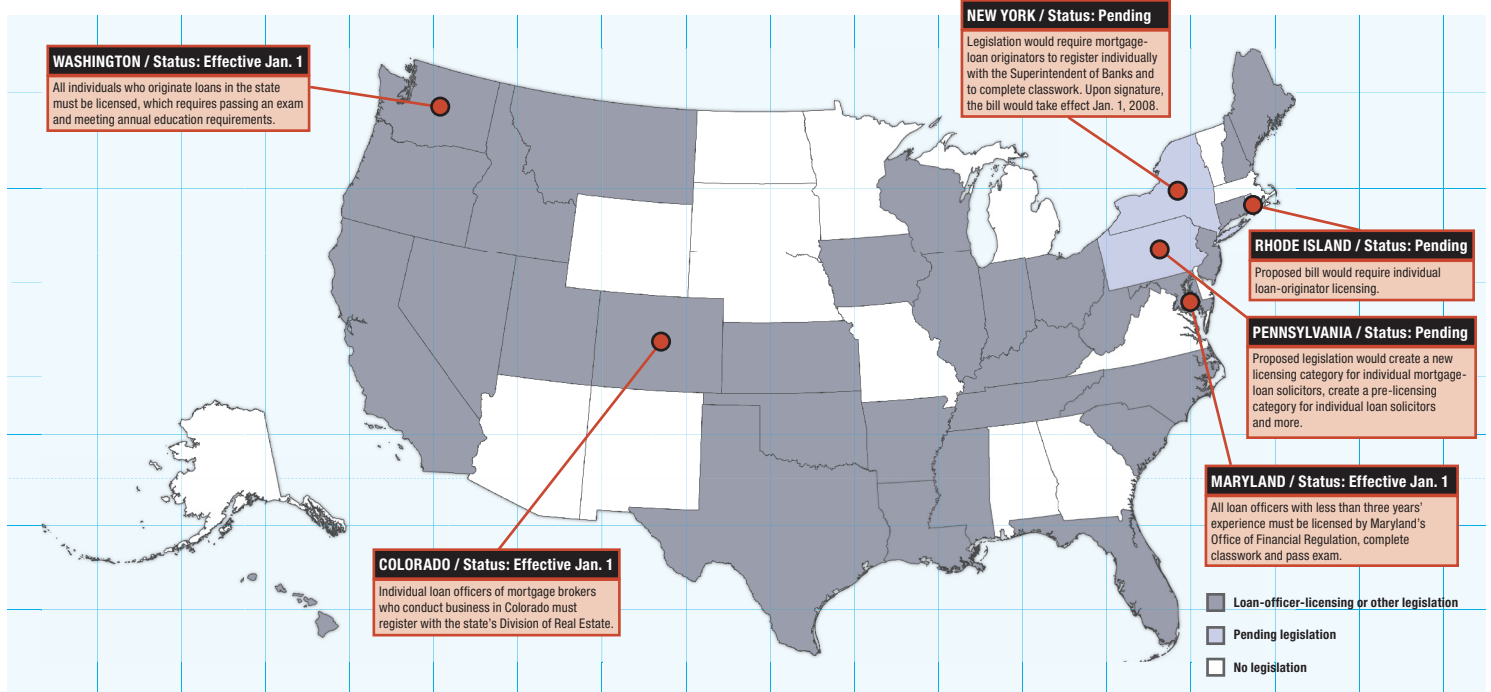 WASHINGTON / Status: Effective Jan. 1
All individuals who originate loans in the state
must be licensed, which requires passing an exam
and meeting annual education requirements.
NEW YORK / Status: Pending
Legislation would require mortgage-
loan originators to register individually
with the Superintendent of Banks and
to complete classwork. Upon signature,
the bill would take effect Jan. 1, 2008.
RHODE ISLAND / Status: Pending
Proposed bill would require individual
loan-originator licensing.
PENNSYLVANIA / Status: Pending
Proposed legislation would create a new
licensing category for individual mortgage-
loan solicitors, create a pre-licensing
category for individual loan solicitors
and more.
MARYLAND / Status: Effective Jan. 1
All loan officers with less than three years'
experience must be licensed by Maryland's
Office of Financial Regulation, complete
classwork and pass exam.
COLORADO / Status: Effective Jan. 1
Individual loan officers of mortgage brokers
who conduct business in Colorado must
register with the state's Division of Real Estate.
Loan-officer-licensing or other legislation
Pending legislation
No legislation